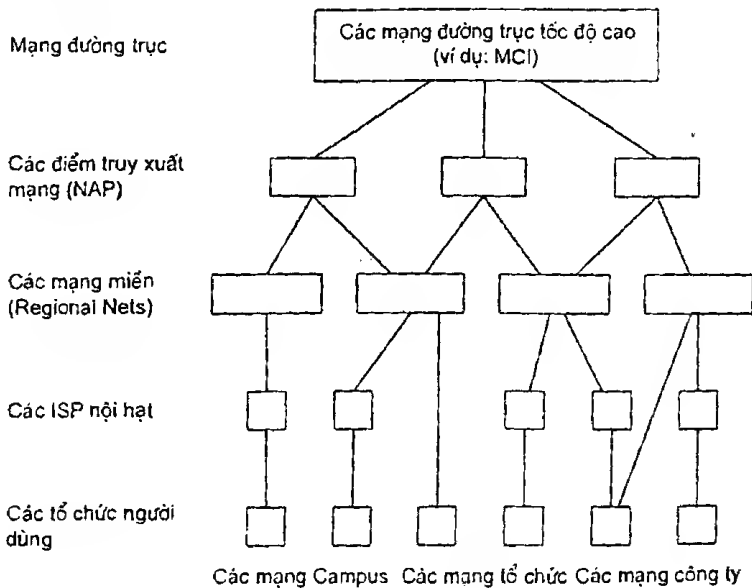 Mạng đường trục
Các mạng đường trục tốc độ cao
(ví dụ: MCI)
Các điểm truy xuất
mạng (NAP)
Các mạng miền
(Regional Nets)
Các ISP nội hạt
Các tổ chức người
dùng
Các mạng Campus Các mạng tổ chức Các mạng công ty